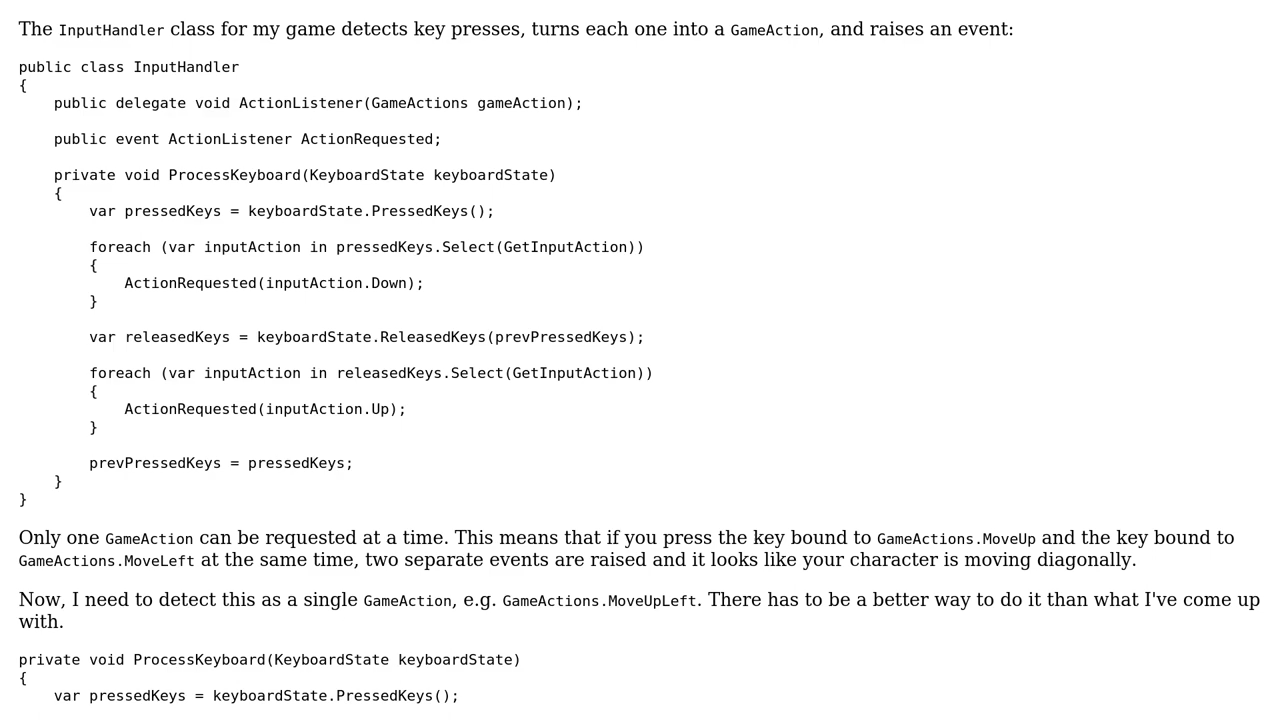 The InputHandler class for my game detects key presses, turns each one into a GameAction, and raises an event:
public class InputHandler
{
    public delegate void ActionListener(GameActions gameAction);
    public event ActionListener ActionRequested;
    private void ProcessKeyboard(KeyboardState keyboardState)
    {
        var pressedKeys = keyboardState.PressedKeys();
        foreach (var inputAction in pressedKeys.Select(GetInputAction))
        {
            ActionRequested(inputAction.Down);
        }
        var releasedKeys = keyboardState.ReleasedKeys(prevPressedKeys);
        foreach (var inputAction in releasedKeys.Select(GetInputAction))
        {
            ActionRequested(inputAction.Up);
        }
        prevPressedKeys = pressedKeys;
    }
}
Only one GameAction can be requested at a time. This means that if you press the key bound to GameActions.MoveUp and the key bound to
GameActions.MoveLeft at the same time, two separate events are raised and it looks like your character is moving diagonally.
Now, I need to detect this as a single GameAction, e.g. GameActions.MoveUpLeft. There has to be a better way to do it than what I've come up
with.
private void ProcessKeyboard(KeyboardState keyboardState)
{
    var pressedKeys = keyboardState.PressedKeys();